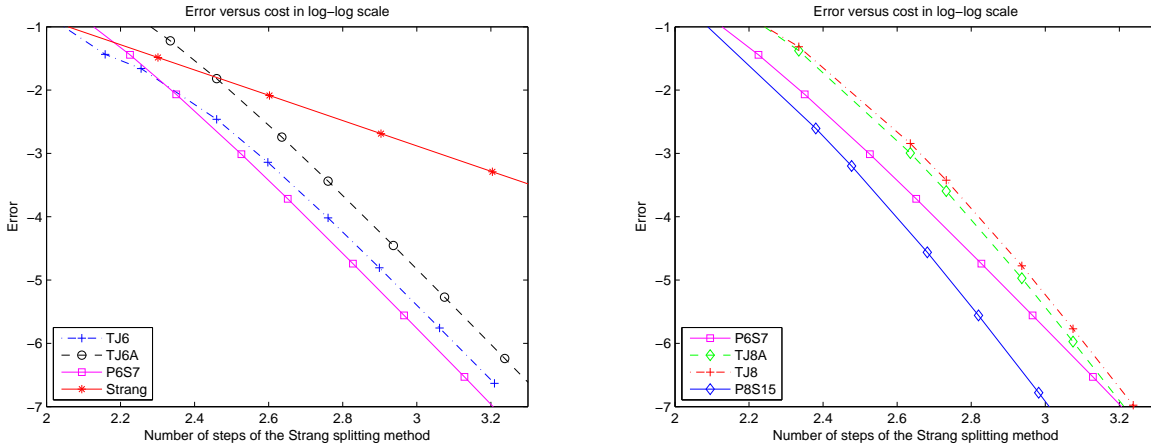 Error versus cost in log−log scale
−1
−2
−3
−4
−5
−6
−7
Error
2
2.2
2.4
2.6
2.8
3
3.2
Number of steps of the Strang splitting method
TJ6
TJ6A
P6S7
Strang
Error versus cost in log−log scale
−1
−2
−3
−4
−5
−6
−7
Error
2
2.2
2.4
2.6
2.8
3
3.2
Number of steps of the Strang splitting method
P6S7
TJ8A
TJ8
P8S15